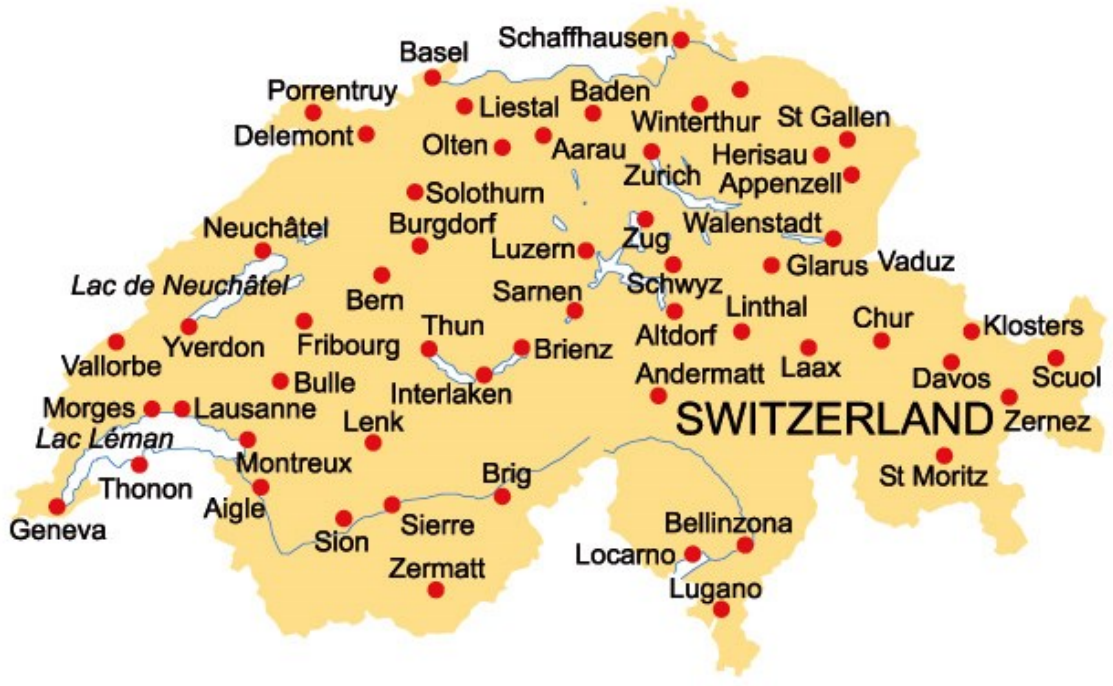 Schaffhausen
Basel
Porrentruy
Liestal
Baden
Winterthur
St Gallen
Delemont
Olten
Aarau
Zurich
Herisau
Appenzell
Solothurn
Neuchâtel
Burgdorf
Luzern
Zug
Walenstadt
Lac de Neuchâtel
Bern
Sarnen
Schwyz
Glarus
Vaduz
Vallorbe
Yverdon
Fribourg
Thun
Brienz
Altdorf
Linthal
Chur
Klosters
Bulle
Interlaken
Andermatt
Laax
Davos
Scuol
Morges
Lausanne
Lenk
SWITZERLAND
Zernez
Lac Léman
Montreux
Thonon
Brig
St Moritz
Geneva
Aigle
Sion
Sierre
Bellinzona
Locarno
Zermatt
Lugano